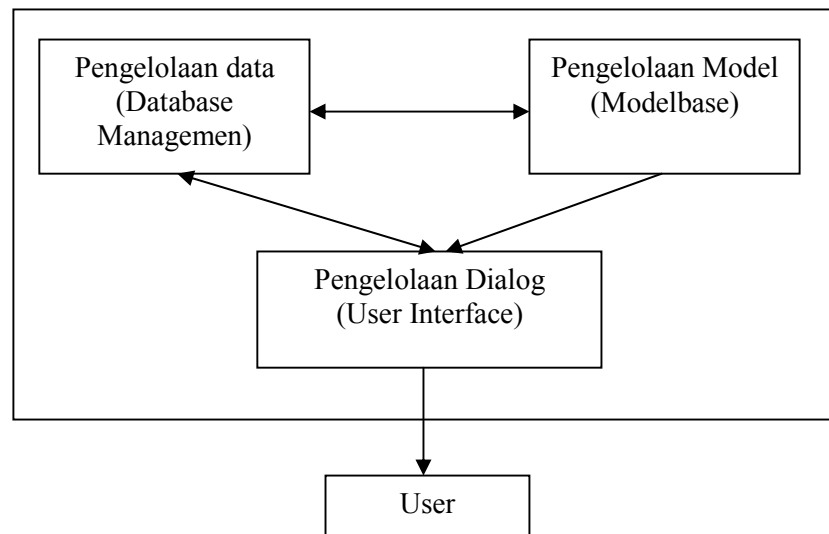 Pengelolaan data
(Database
Managemen)
Pengelolaan Model
(Modelbase)
Pengelolaan Dialog
(User Interface)
User